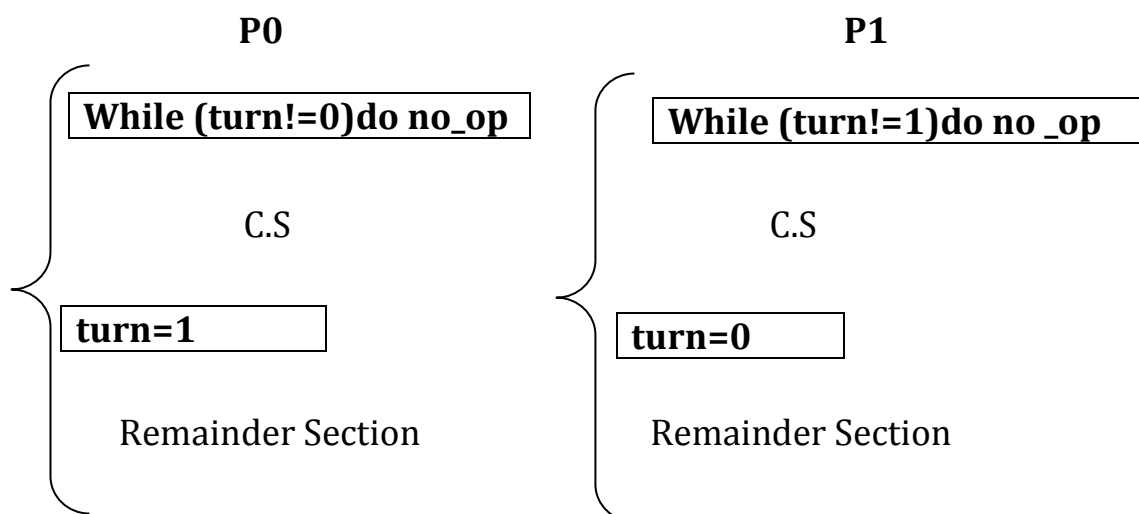 P0
While (turn!=0)do no_op
C.S
turn=1
Remainder Section
P1
While (turn!=1)do no _op
C.S
turn=0
Remainder Section